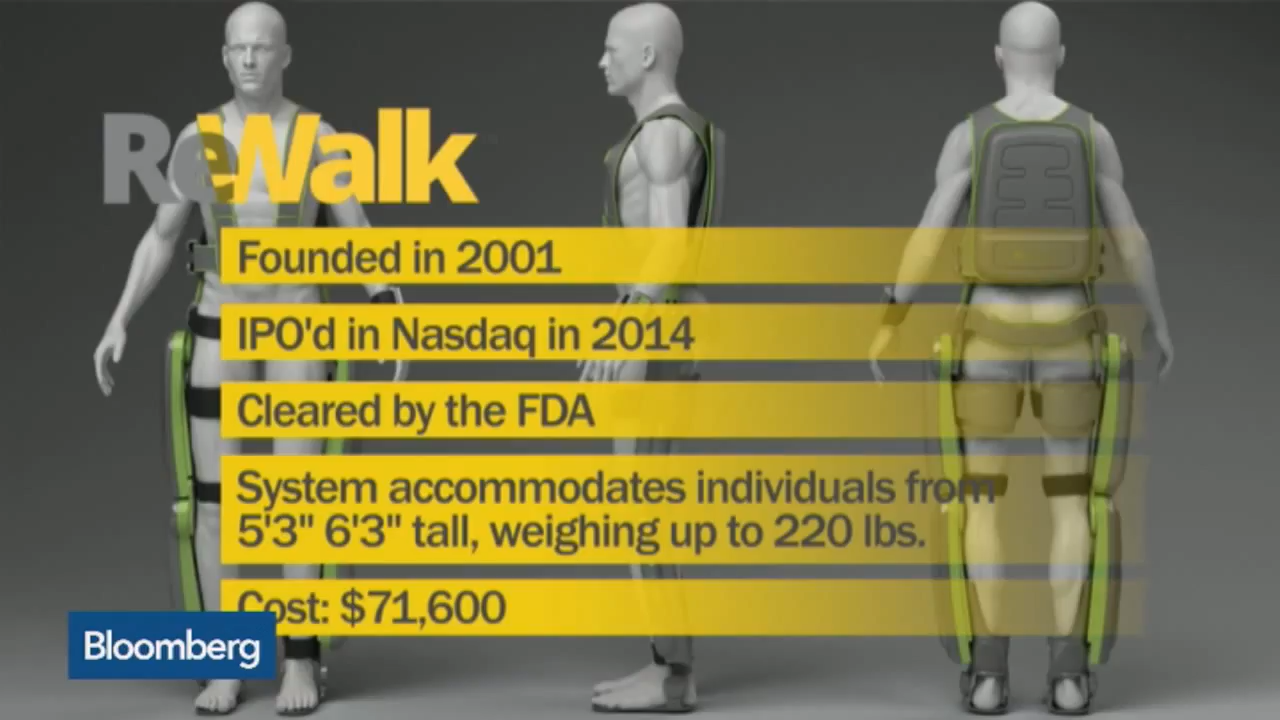 ReWalk
Founded in 2001
IPO'd in Nasdaq in 2014
Cleared by the FDA
System accommodates individuals from
5'3" 6'3" tall, weighing up to 220 lbs.
Cost: $71,600
Bloomberg